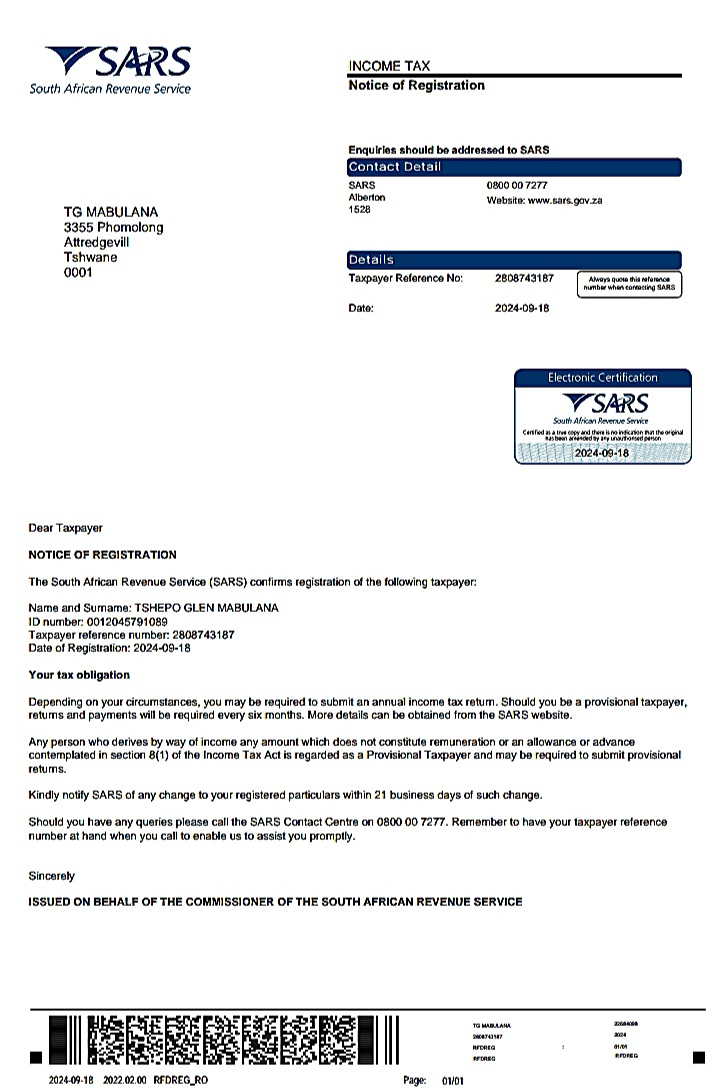 SARS
South African Revenue Service
INCOME TAX
Notice of Registration
Enquiries should be addressed to SARS
Contact Detail
SARS
Alberton
1528
0800 00 7277
Website: www.sars.gov.za
TG MABULANA
3355 Phomolong
Attredgevill
Tshwane
0001
Details
Taxpayer Reference No: 2808743187
Always quote this reference
number when contacting SARS
Date: 2024-09-18
Electronic Certification
SARS
South African Revenue Service
Certified as a true copy and there is no indication that the original
has been amended by any unauthorised person
2024-09-18
Dear Taxpayer
NOTICE OF REGISTRATION
The South African Revenue Service (SARS) confirms registration of the following taxpayer:
Name and Surname: TSHEPO GLEN MABULANA
ID number: 0012045791089
Taxpayer reference number: 2808743187
Date of Registration: 2024-09-18
Your tax obligation
Depending on your circumstances, you may be required to submit an annual income tax return. Should you be a provisional taxpayer,
returns and payments will be required every six months. More details can be obtained from the SARS website.
Any person who derives by way of income any amount which does not constitute remuneration or an allowance or advance
contemplated in section 8(1) of the Income Tax Act is regarded as a Provisional Taxpayer and may be required to submit provisional
returns.
Kindly notify SARS of any change to your registered particulars within 21 business days of such change.
Should you have any queries please call the SARS Contact Centre on 0800 00 7277. Remember to have your taxpayer reference
number at hand when you call to enable us to assist you promptly.
Sincerely
ISSUED ON BEHALF OF THE COMMISSIONER OF THE SOUTH AFRICAN REVENUE SERVICE
TG MABULANA
2808743187 2024
RFDREG : 01/01
RFDREG RFDREG
2024-09-18 2022.02.00 RFDREG_RO Page: 01/01